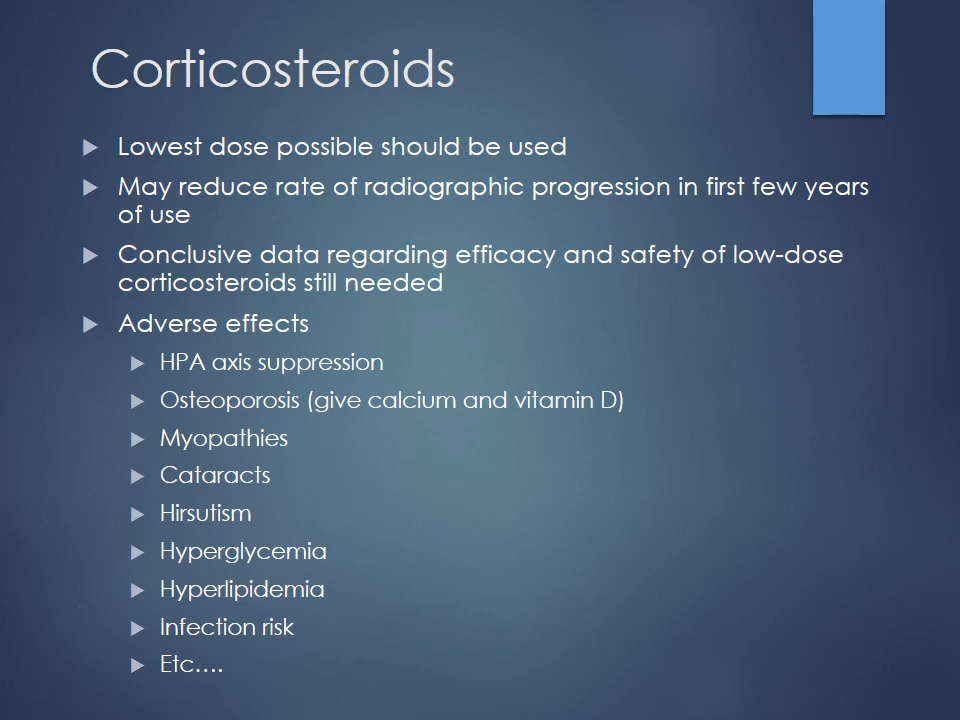 Corticosteroids
Lowest dose possible should be used
May reduce rate of radiographic progression in first few years
of use
Conclusive data regarding efficacy and safety of low-dose
corticosteroids still needed
Adverse effects
HPA axis suppression
Osteoporosis (give calcium and vitamin D)
Myopathies
Cataracts
Hirsutism
Hyperglycemia
Hyperlipidemia
Infection risk
Etc....